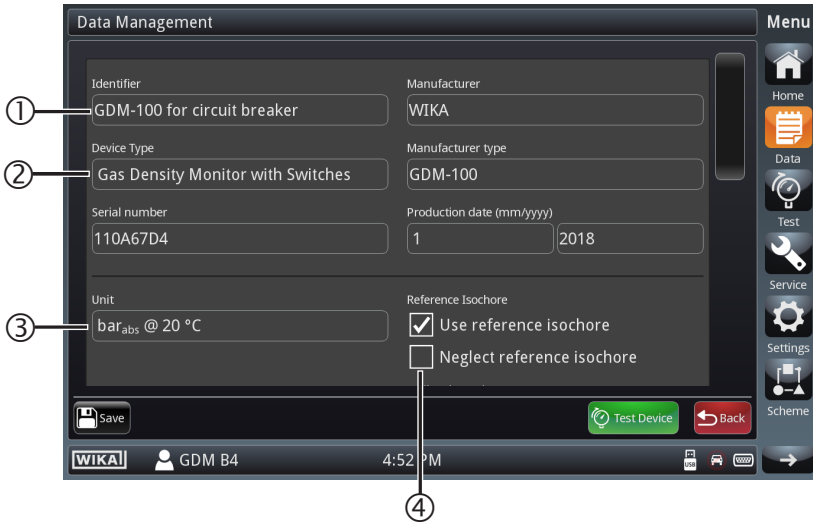 Data Management
Menu
Identifier
Manufacturer
① GDM-100 for circuit breaker
WIKA
Home
Device Type
Manufacturer type
② Gas Density Monitor with Switches
GDM-100
Data
Serial number
Production date (mm/yyyy)
110A67D4
1
2018
Test
Service
Unit
Reference Isochore
③ barabs @ 20 °C
Use reference isochore
Neglect reference isochore
Settings
Save
Test Device
Back
Scheme
WIKAI
GDM B4
4:52 PM
USB
④